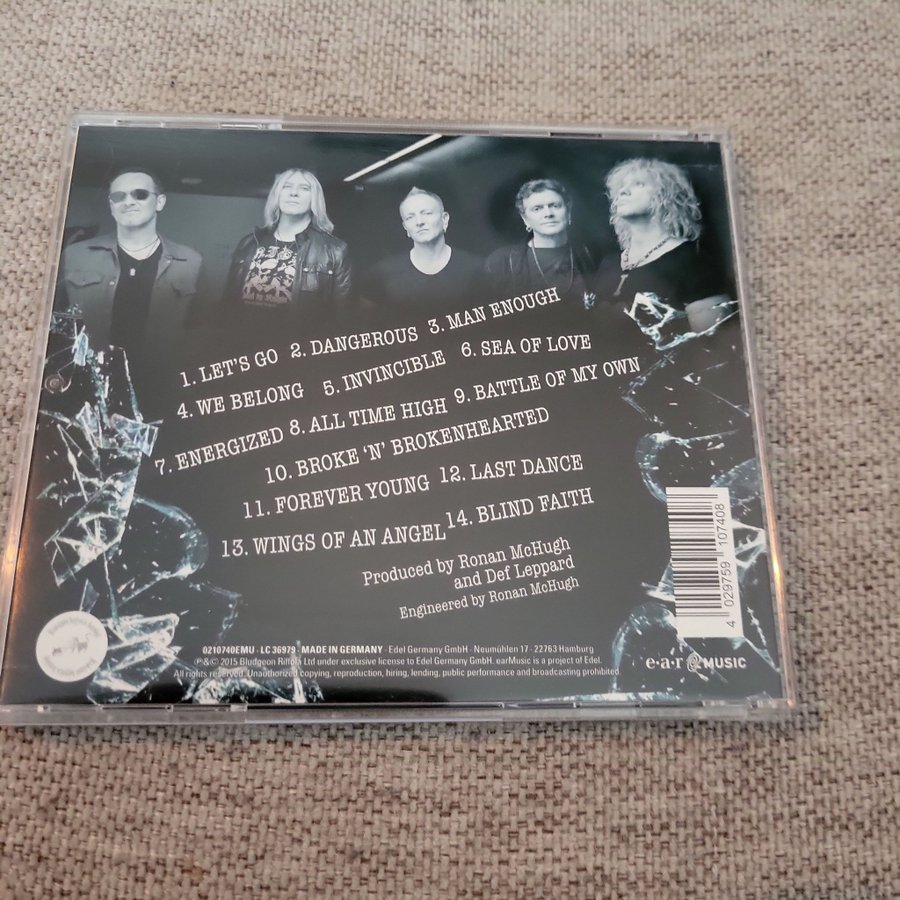 1. LET'S GO 2. DANGEROUS 3. MAN ENOUGH
4. WE BELONG 5. INVINCIBLE 6. SEA OF LOVE
7. ENERGIZED 8. ALL TIME HIGH 9. BATTLE OF MY OWN
10. BROKE 'N' BROKENHEARTED
11. FOREVER YOUNG 12. LAST DANCE
13. WINGS OF AN ANGEL 14. BLIND FAITH
Produced by Ronan McHugh
and Def Leppard
Engineered by Ronan McHugh
4 029759 107408
0210740EMU · LC 36979 · MADE IN GERMANY · Edel Germany GmbH · Neumühlen 17 · 22763 Hamburg
℗&© 2015 Bludgeon Riffola Ltd under exclusive license to Edel Germany GmbH. earMusic is a project of Edel.
All rights reserved. Unauthorized copying, reproduction, hiring, lending, public performance and broadcasting prohibited.
e·a·r MUSIC